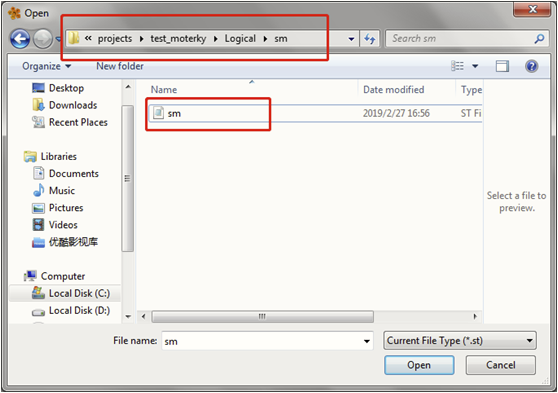 Open
« projects ▸ test_moterky ▸ Logical ▸ sm
Search sm
Organize ▾ New folder
Desktop
Downloads
Recent Places
Libraries
Documents
Music
Pictures
Videos
优酷影视库
Computer
Local Disk (C:)
Local Disk (D:)
Name Date modified Type
sm 2019/2/27 16:56 ST Fi
Select a file to
preview.
File name: sm Current File Type (*.st)
Open Cancel